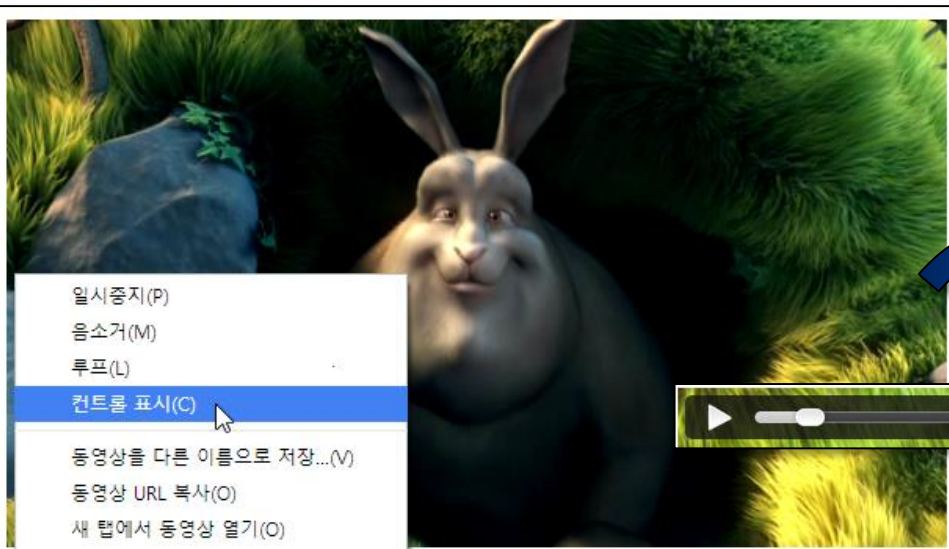 일시중지(P)
음소거(M)
루프(L)
컨트롤 표시(C)
동영상을 다른 이름으로 저장...(V)
동영상 URL 복사(O)
새 탭에서 동영상 열기(O)